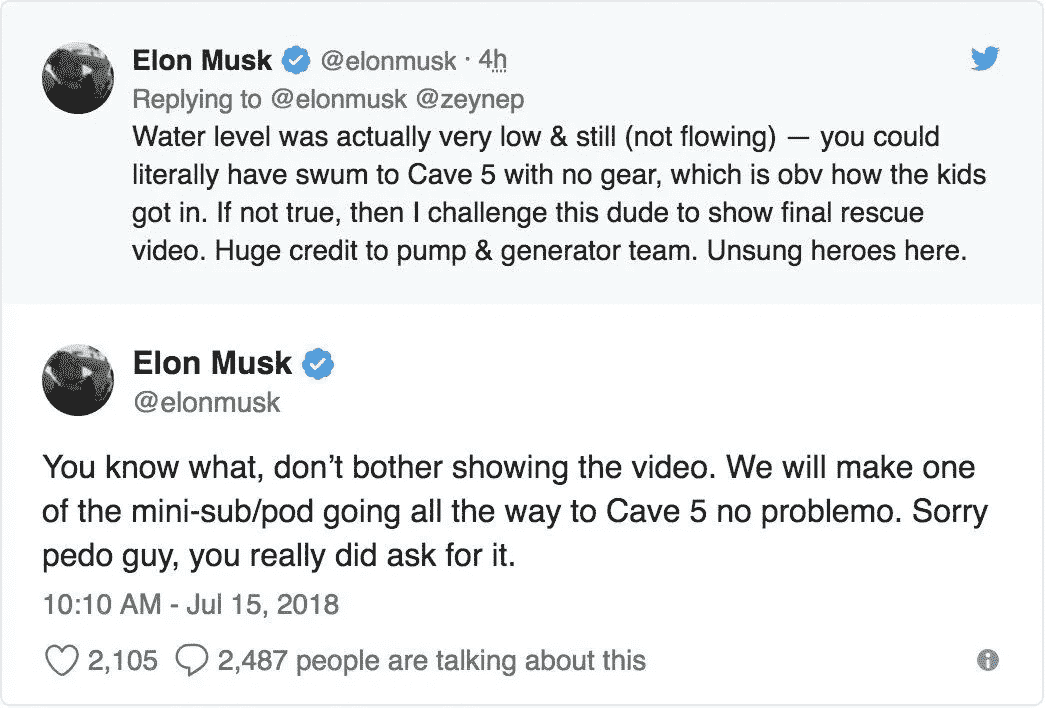 Elon Musk @elonmusk · 4h
Replying to @elonmusk @zeynep
Water level was actually very low & still (not flowing) — you could
literally have swum to Cave 5 with no gear, which is obv how the kids
got in. If not true, then I challenge this dude to show final rescue
video. Huge credit to pump & generator team. Unsung heroes here.
Elon Musk
@elonmusk
You know what, don’t bother showing the video. We will make one
of the mini-sub/pod going all the way to Cave 5 no problemo. Sorry
pedo guy, you really did ask for it.
10:10 AM - Jul 15, 2018
2,105 2,487 people are talking about this